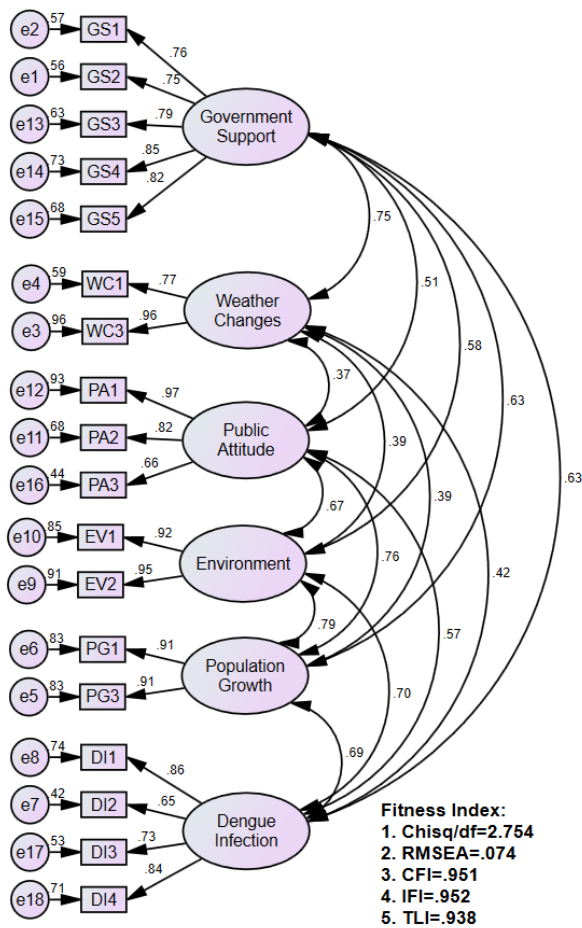 e2 .57 GS1
.76
e1 .56 GS2
.75
e13 .63 GS3
.79
e14 .73 GS4
.85
e15 .68 GS5
.82
Government
Support
e4 .59 WC1
.77
e3 .96 WC3
.96
Weather
Changes
e12 .93 PA1
.97
e11 .68 PA2
.82
e16 .44 PA3
.66
Public
Attitude
e10 .85 EV1
.92
e9 .91 EV2
.95
Environment
e6 .83 PG1
.91
e5 .83 PG3
.91
Population
Growth
e8 .74 DI1
.86
e7 .42 DI2
.65
e17 .53 DI3
.73
e18 .71 DI4
.84
Dengue
Infection
.75
.51
.58
.63
.63
.37
.39
.39
.42
.67
.76
.57
.79
.70
.69
Fitness Index:
1. Chisq/df=2.754
2. RMSEA=.074
3. CFI=.951
4. IFI=.952
5. TLI=.938